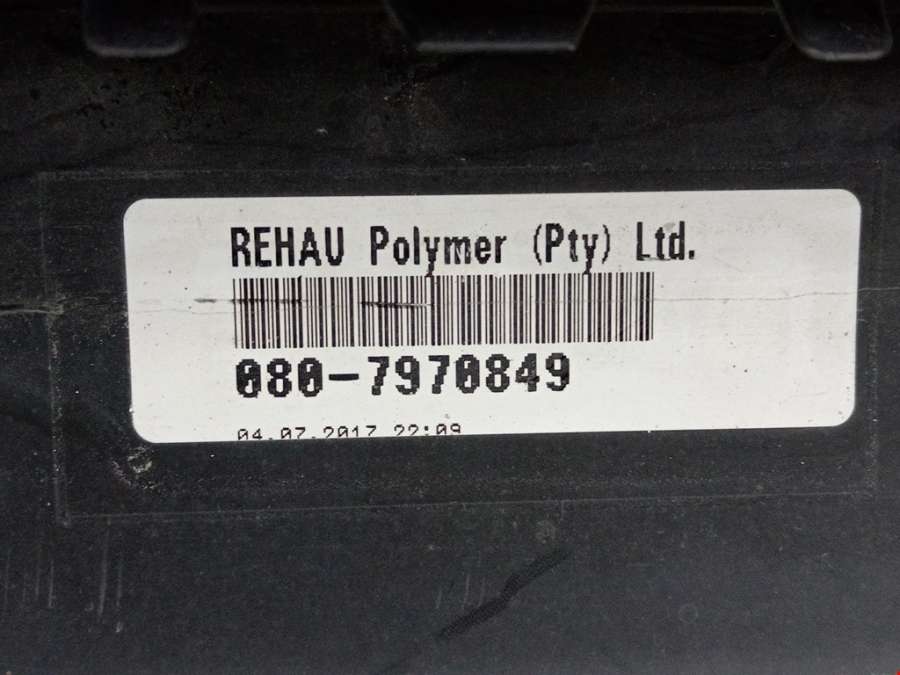 REHAU Polymer (Pty) Ltd.
080-7970849
04.07.2017 22:09